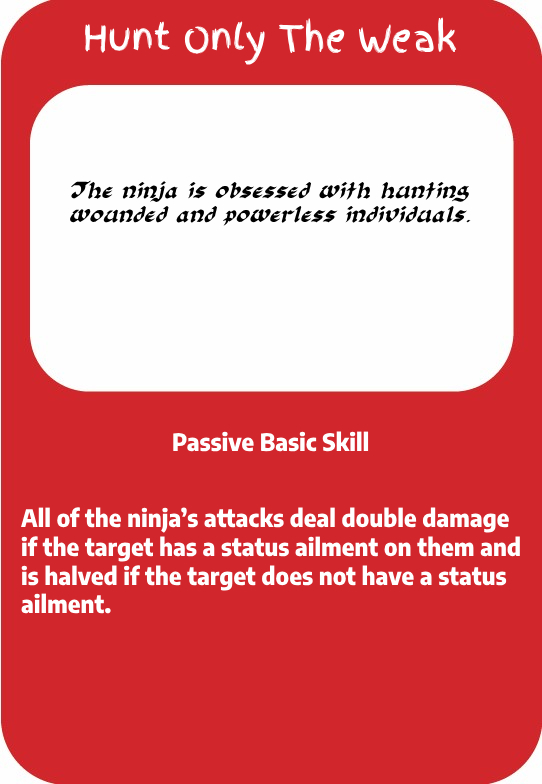 Hunt Only The Weak
The ninja is obsessed with hunting
wounded and powerless individuals.
Passive Basic Skill
All of the ninja’s attacks deal double damage
if the target has a status ailment on them and
is halved if the target does not have a status
ailment.